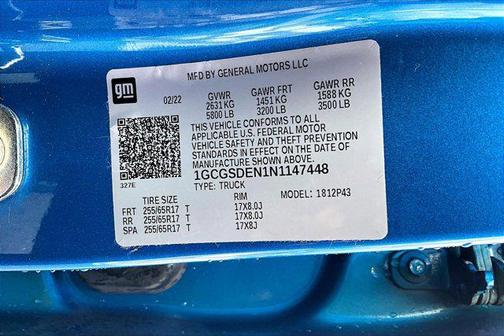 MFD BY GENERAL MOTORS LLC
gm
02/22
GVWR GAWR FRT GAWR RR
2631 KG 1451 KG 1588 KG
5800 LB 3200 LB 3500 LB
THIS VEHICLE CONFORMS TO ALL
APPLICABLE U.S. FEDERAL MOTOR
VEHICLE SAFETY AND THEFT PREVENTION
STANDARDS IN EFFECT ON THE DATE OF
MANUFACTURE SHOWN ABOVE.
1GCGSDEN1N1147448
327E
TYPE: TRUCK MODEL: 1812P43
TIRE SIZE RIM
FRT 255/65R17 T 17X8.0J
RR 255/65R17 T 17X8.0J
SPA 255/65R17 T 17X8J